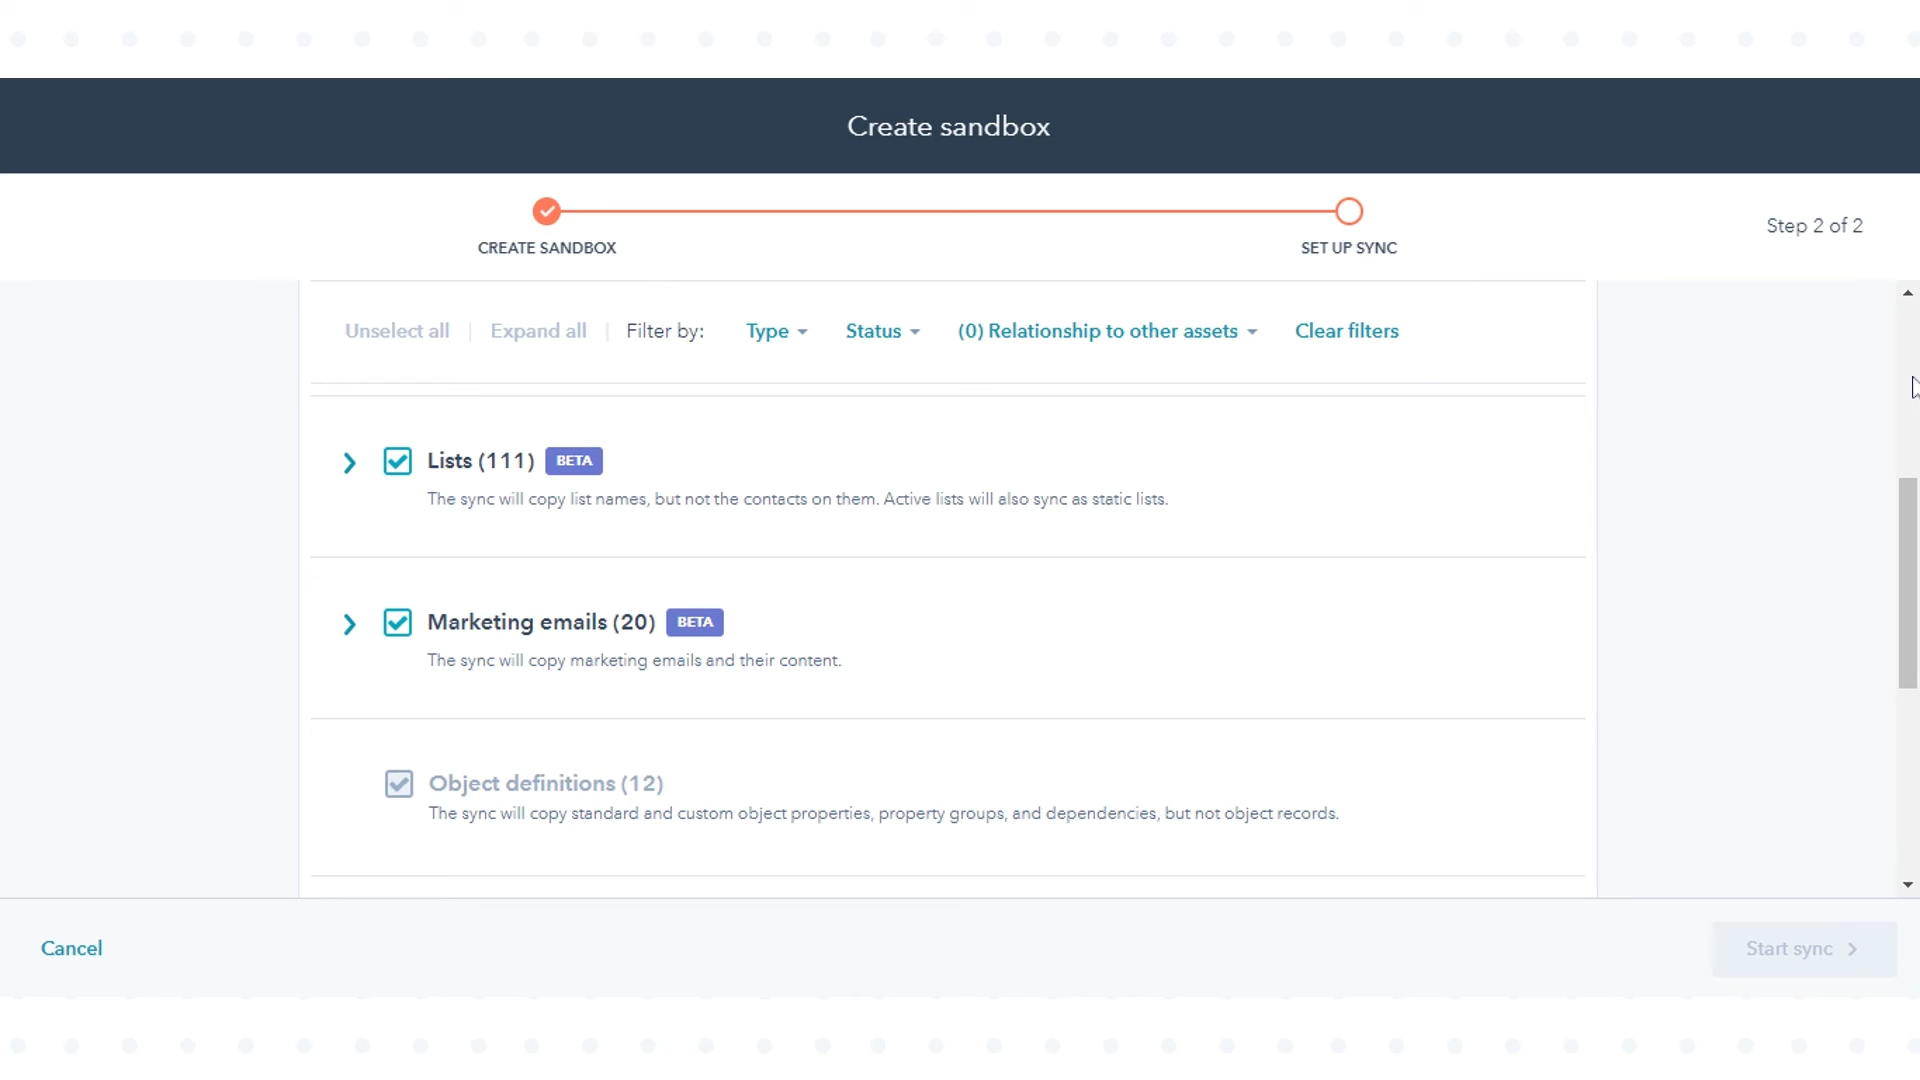 Create sandbox
CREATE SANDBOX
SET UP SYNC
Step 2 of 2
Unselect all | Expand all | Filter by: Type Status (0) Relationship to other assets Clear filters
Lists (111) BETA
The sync will copy list names, but not the contacts on them. Active lists will also sync as static lists.
Marketing emails (20) BETA
The sync will copy marketing emails and their content.
Object definitions (12)
The sync will copy standard and custom object properties, property groups, and dependencies, but not object records.
Cancel
Start sync